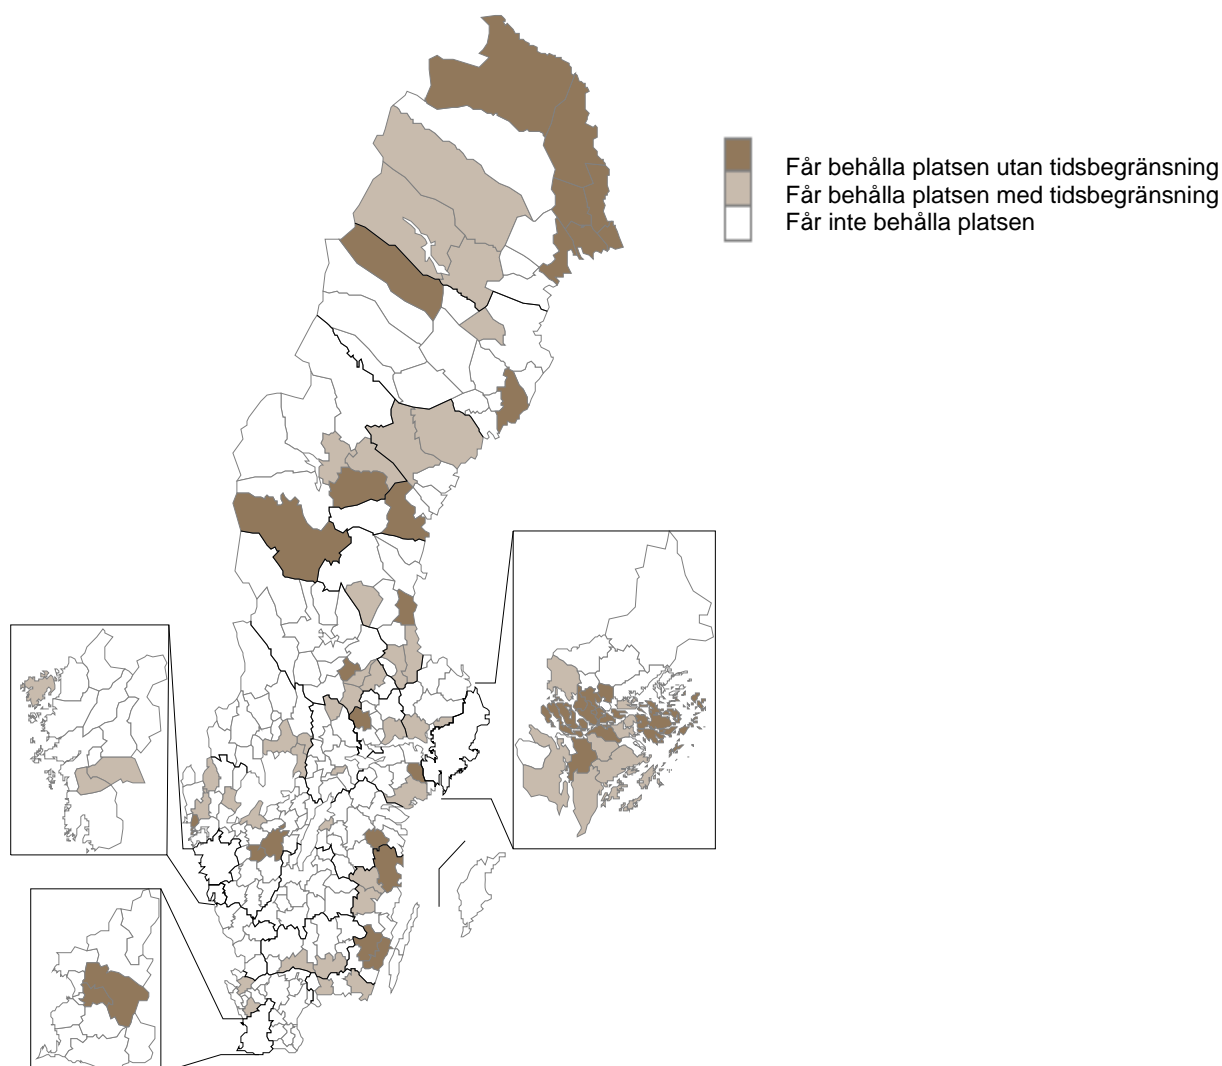 Får behålla platsen utan tidsbegränsning
Får behålla platsen med tidsbegränsning
Får inte behålla platsen